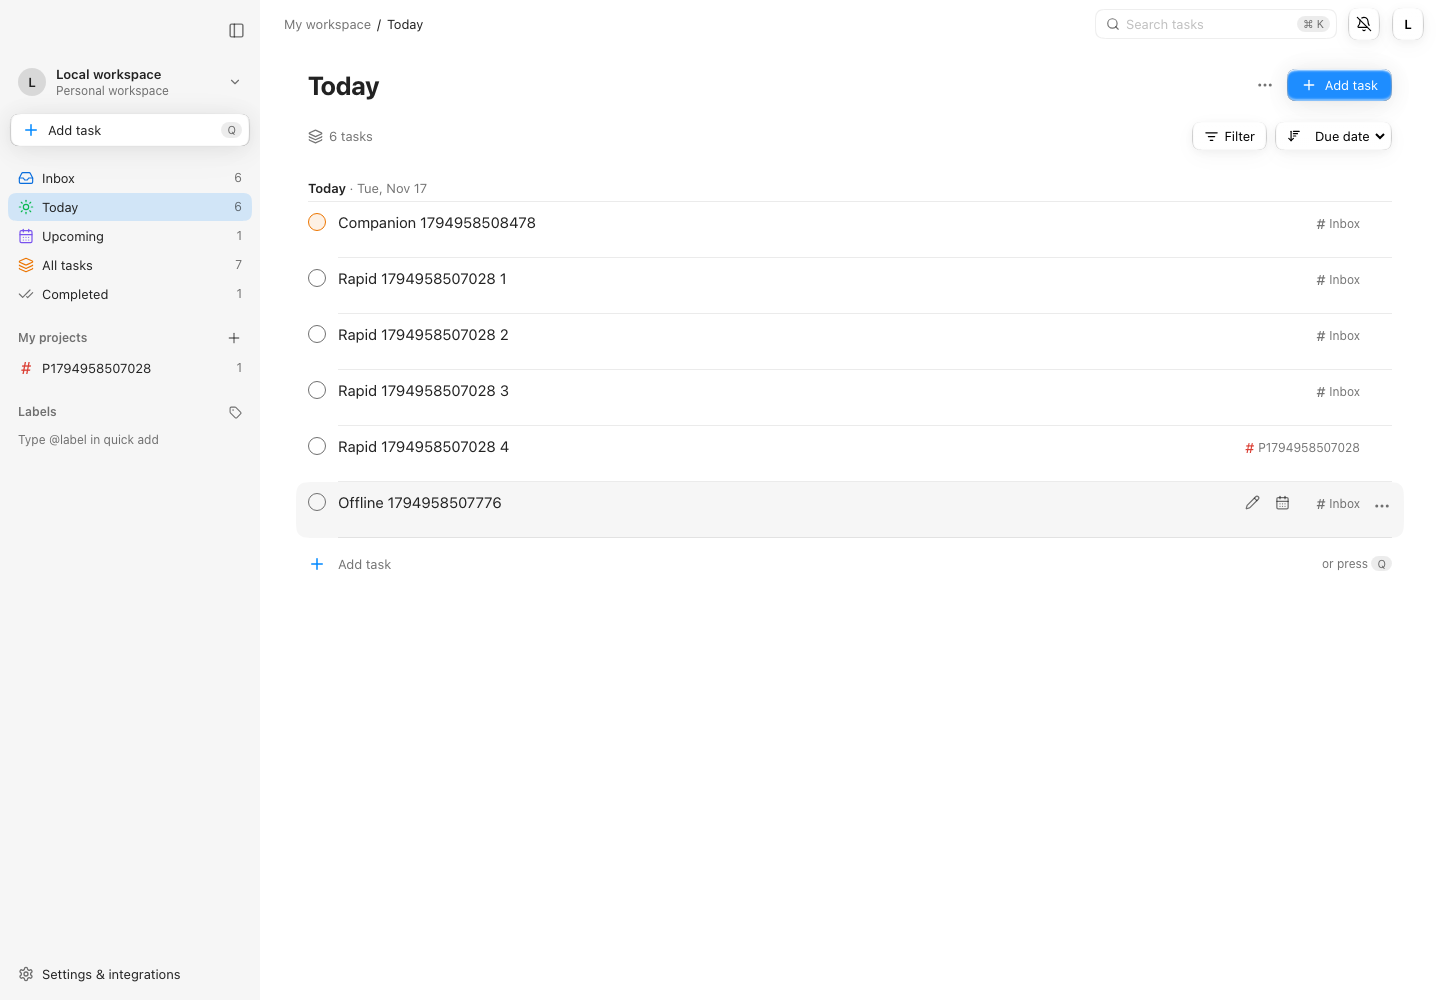 My workspace / Today
Search tasks ⌘ K
L
L
Local workspace
Personal workspace
Add task Q
Inbox 6
Today 6
Upcoming 1
All tasks 7
Completed 1
My projects
# P1794958507028 1
Labels
Type @label in quick add
Settings & integrations
Today
Add task
6 tasks
Filter
Due date
Today · Tue, Nov 17
Companion 1794958508478 # Inbox
Rapid 1794958507028 1 # Inbox
Rapid 1794958507028 2 # Inbox
Rapid 1794958507028 3 # Inbox
Rapid 1794958507028 4 # P1794958507028
Offline 1794958507776 # Inbox
Add task or press Q